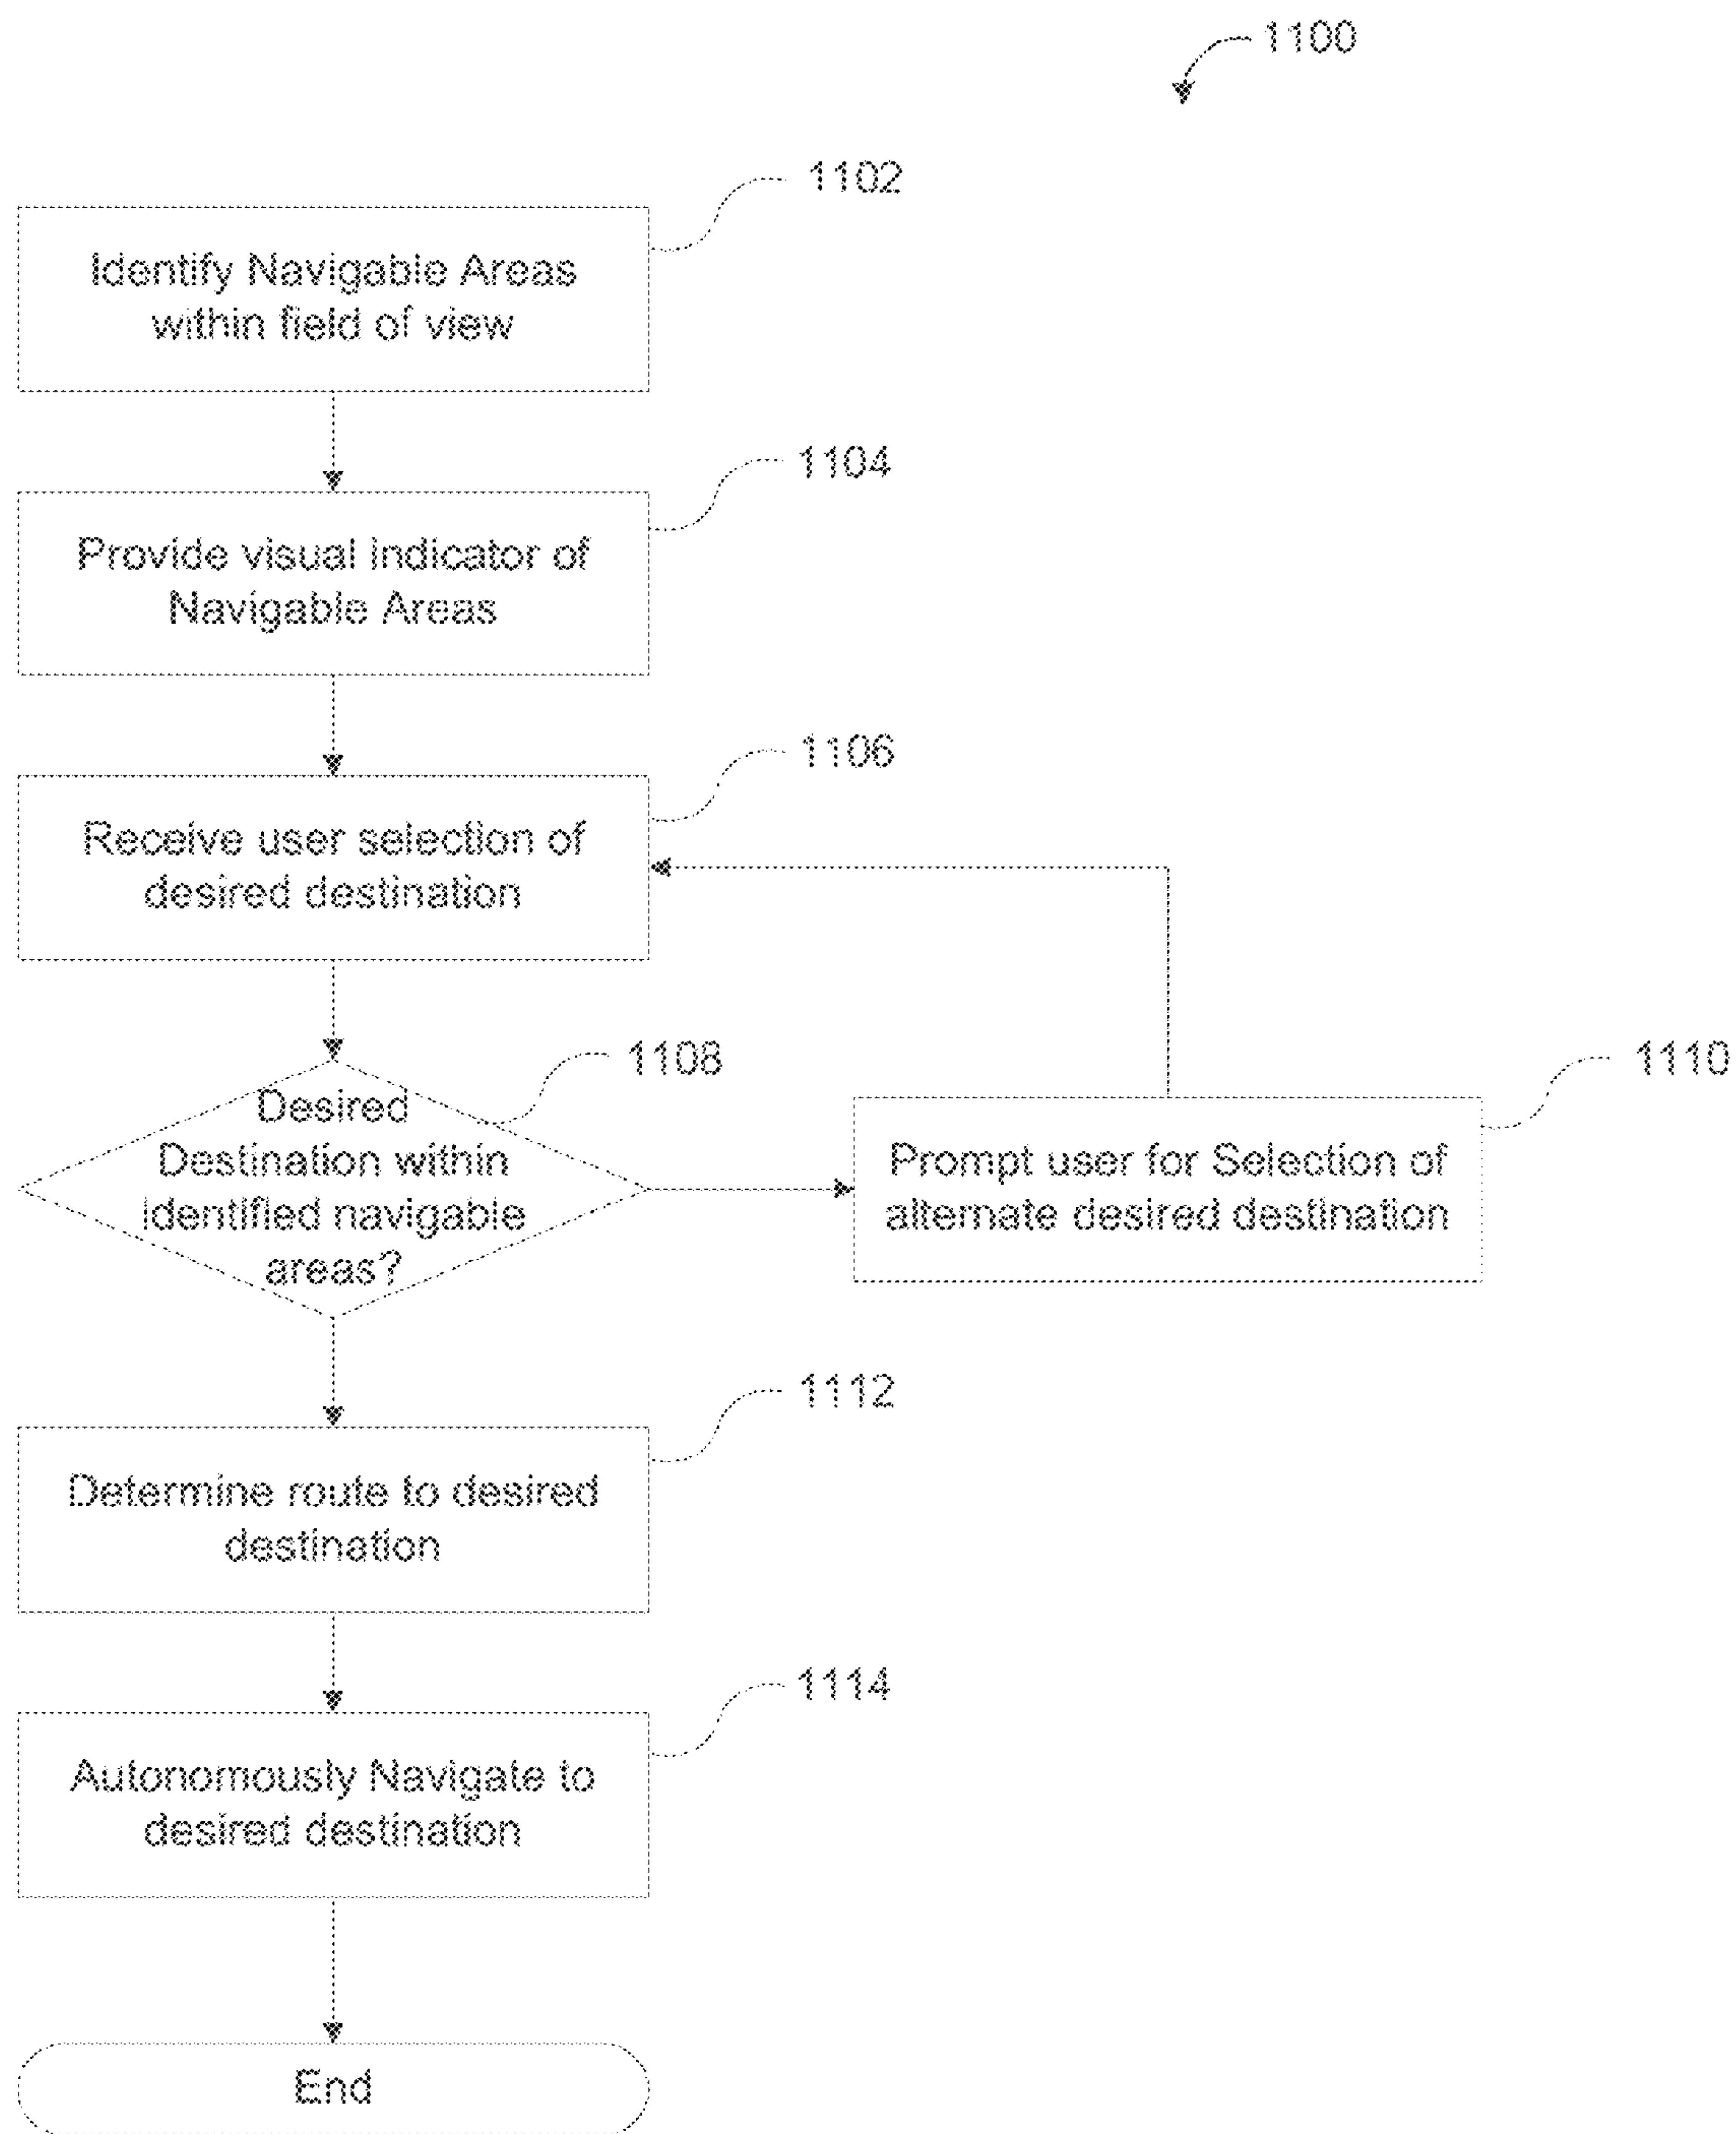 1100
1102
Identify Navigable Areas
within field of view
1104
Provide visual indicator of
Navigable Areas
1106
Receive user selection of
desired destination
1108
Desired
Destination within
identified navigable
areas?
1110
Prompt user for Selection of
alternate desired destination
1112
Determine route to desired
destination
1114
Autonomously Navigate to
desired destination
End